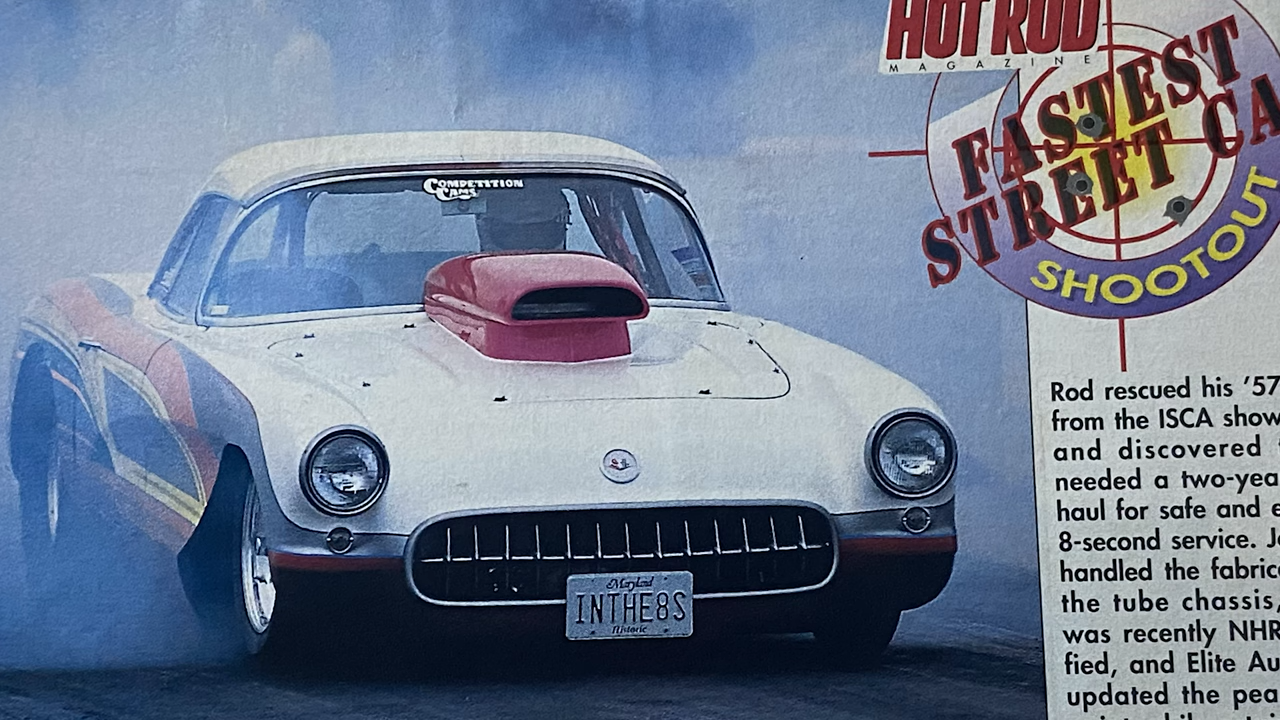 HOT ROD
MAGAZINE
FASTEST
STREET CA
SHOOTOUT
COMPETITION
CAMS
Maryland
INTHE8S
Historic
Rod rescued his '57
from the ISCA show
and discovered
needed a two-yea
haul for safe and e
8-second service. J
handled the fabric
the tube chassis,
was recently NHR
fied, and Elite Au
updated the pea